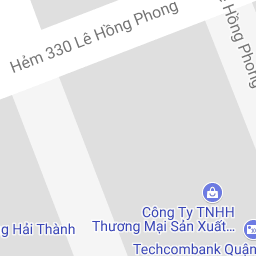 Hẻm 330 Lê Hồng Phong
Hồng Phong
Công Ty TNHH
Thương Mại Sản Xuất...
g Hải Thành
Techcombank Quận